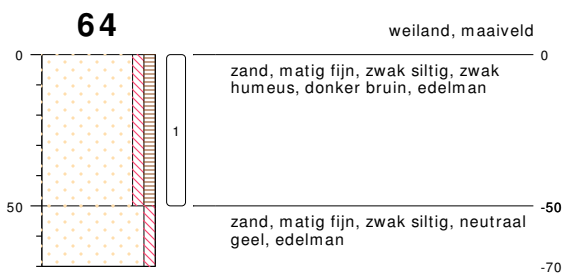 64
weiland, maaiveld
0
0
zand, matig fijn, zwak siltig, zwak
humeus, donker bruin, edelman
1
50
-50
zand, matig fijn, zwak siltig, neutraal
geel, edelman
-70